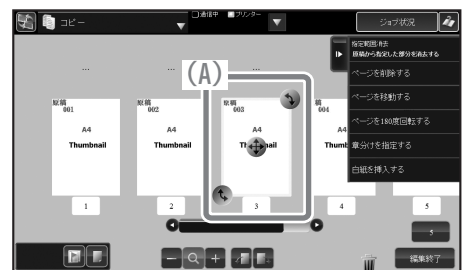 コピー
通信中
プリンター
ジョブ状況
指定範囲消去
原稿から指定した部分を消去する
ページを削除する
ページを移動する
ページを180度回転する
章分けを指定する
白紙を挿入する
(A)
...
...
...
原稿
001
A4
Thumbnail
1
原稿
002
A4
Thumbnail
2
原稿
003
A4
Thumbnail
3
稿
004
A4
Thumbnail
4
5
5
編集終了